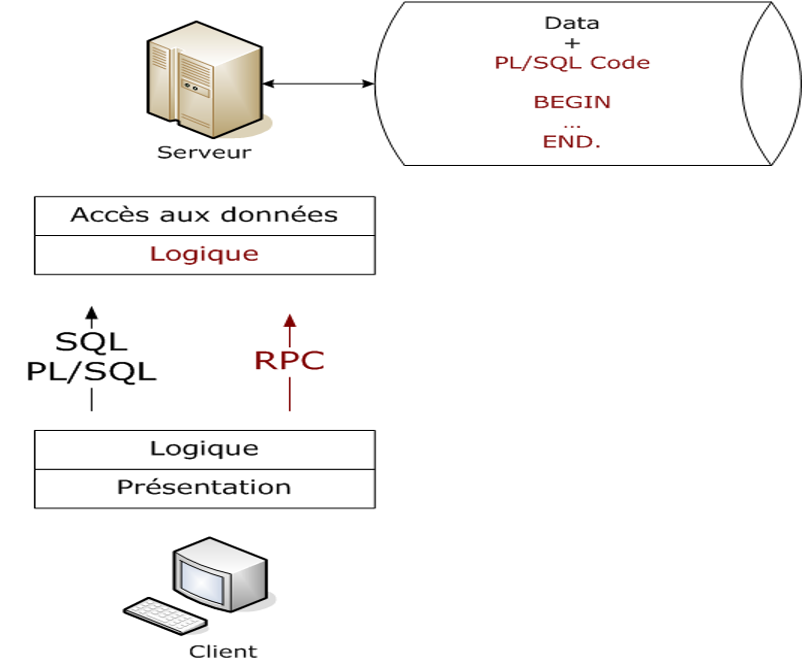 Data
+
PL/SQL Code
BEGIN
...
END.
Serveur
Accès aux données
Logique
SQL
PL/SQL
RPC
Logique
Présentation
Client